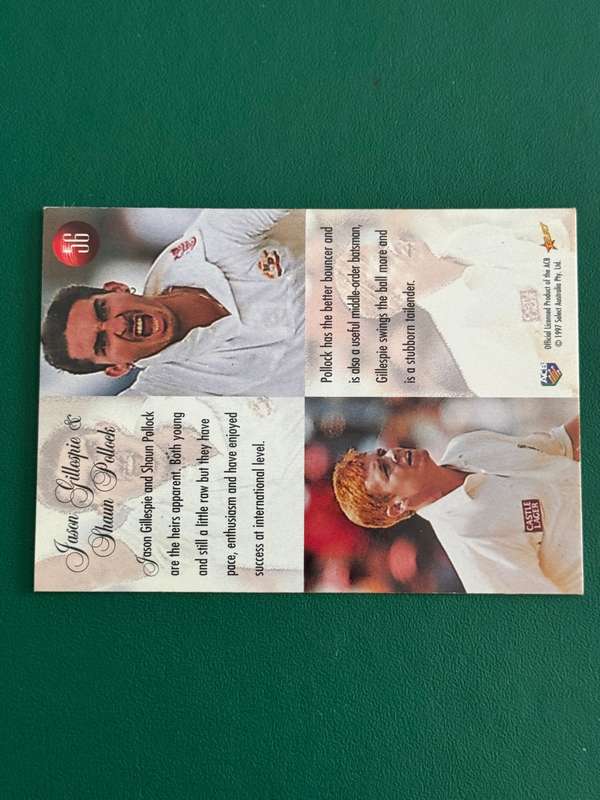 Jason Gillespie &
Shaun Pollock
56
Jason Gillespie and Shaun Pollock
are the heirs apparent. Both young
and still a little raw but they have
pace, enthusiasm and have enjoyed
success at international level.
Pollock has the better bouncer and
is also a useful middle-order batsman,
Gillespie swings the ball more and
is a stubborn tailender.
CASTLE
LAGER
ACB
Official Licensed Product of the ACB
© 1997 Select Australia Pty. Ltd.